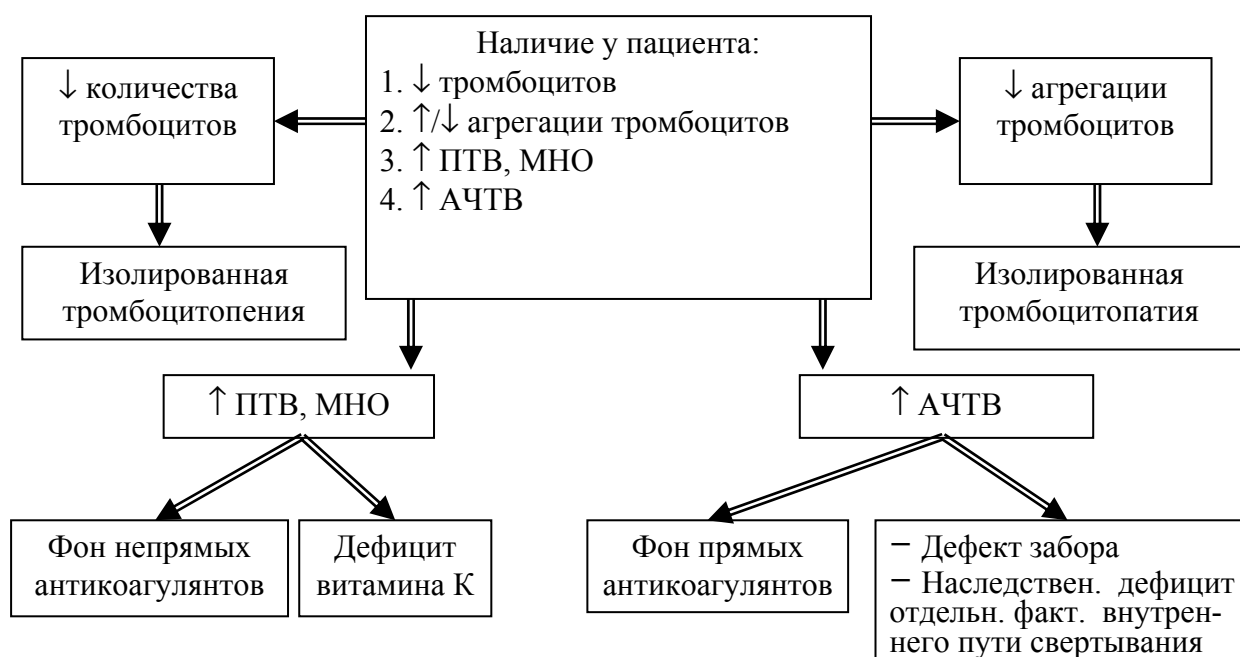 Наличие у пациента:
1. ↓ тромбоцитов
2. ↑/↓ агрегации тромбоцитов
3. ↑ ПТВ, МНО
4. ↑ АЧТВ
↓ количества
тромбоцитов
↓ агрегации
тромбоцитов
Изолированная
тромбоцитопения
Изолированная
тромбоцитопатия
↑ ПТВ, МНО
↑ АЧТВ
Фон непрямых
антикоагулянтов
Дефицит
витамина К
Фон прямых
антикоагулянтов
− Дефект забора
− Наследствен. дефицит
отдельн. факт. внутрен-
него пути свертывания